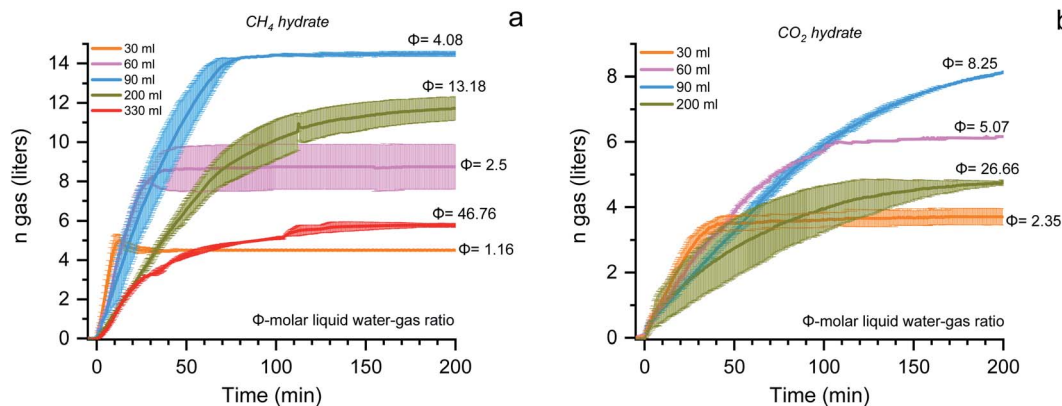 CH₄ hydrate
a
30 ml
60 ml
90 ml
200 ml
330 ml
Φ= 4.08
Φ= 13.18
Φ= 2.5
Φ= 46.76
Φ= 1.16
Φ-molar liquid water-gas ratio
n gas (liters)
14
12
10
8
6
4
2
0
0 50 100 150 200
Time (min)
CO₂ hydrate
b
30 ml
60 ml
90 ml
200 ml
Φ= 8.25
Φ= 5.07
Φ= 26.66
Φ= 2.35
Φ-molar liquid water-gas ratio
n gas (liters)
8
6
4
2
0
0 50 100 150 200
Time (min)